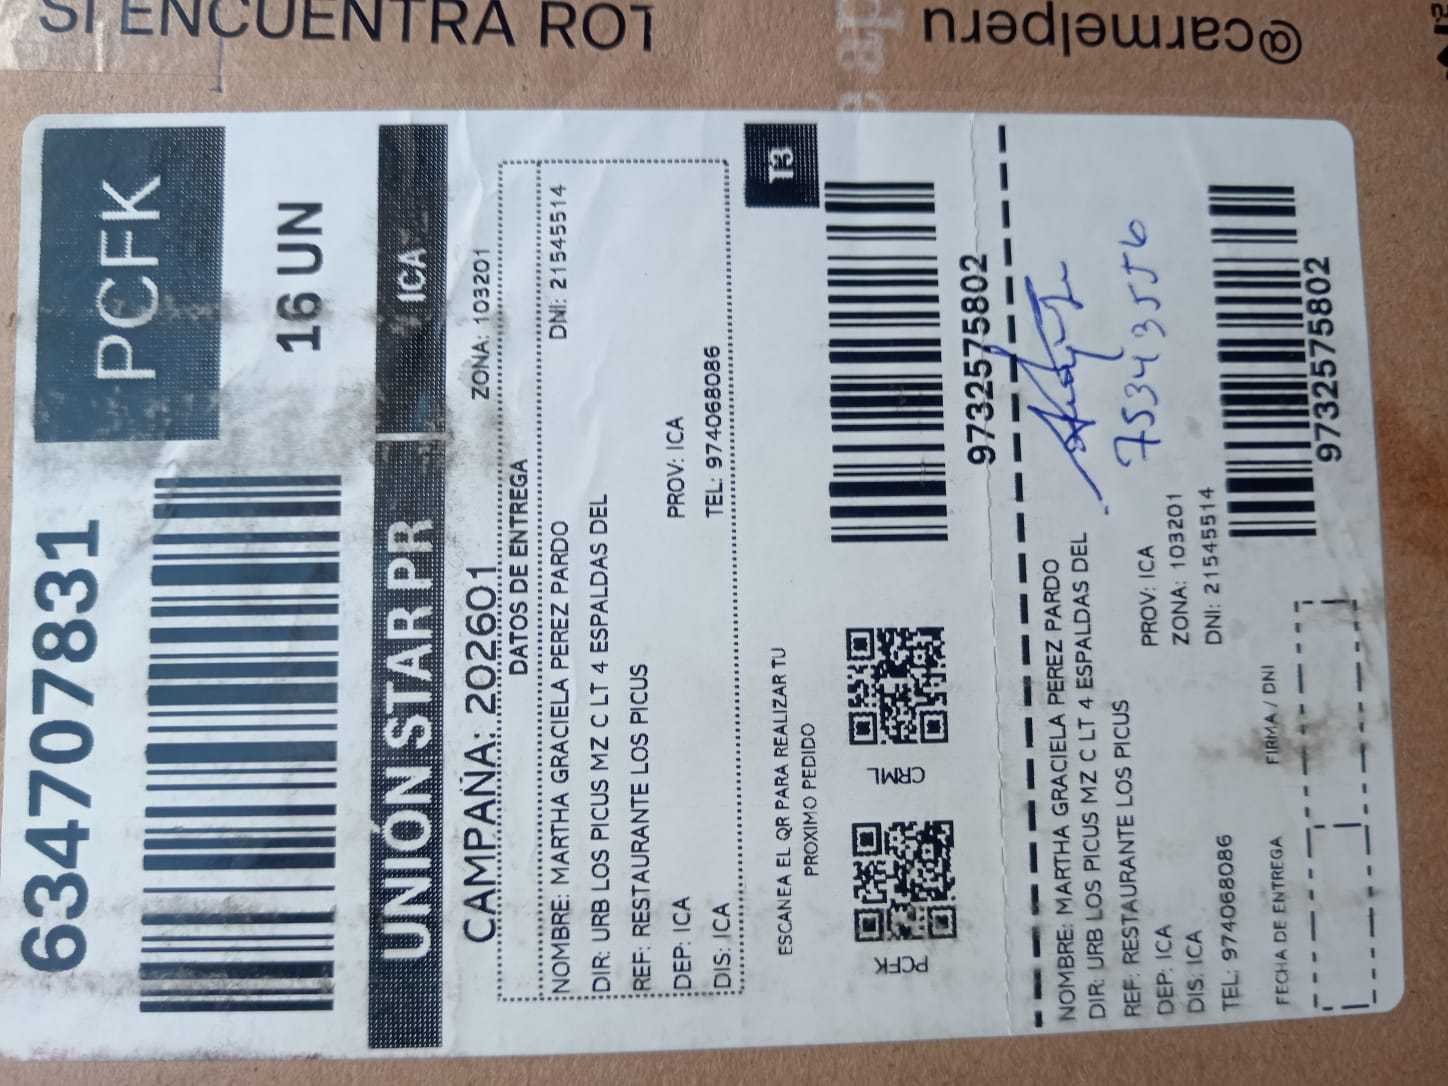 SI ENCUENTRA ROT
@carmelperu
PCFK
634707831
16 UN
UNIÓN STAR PR
ICA
CAMPAÑA: 202601
ZONA: 103201
DATOS DE ENTREGA
NOMBRE: MARTHA GRACIELA PEREZ PARDO
DNI: 21545514
DIR: URB LOS PICUS MZ C LT 4 ESPALDAS DEL
REF: RESTAURANTE LOS PICUS
DEP: ICA
PROV: ICA
DIS: ICA
TEL: 974068086
T3
ESCANEA EL QR PARA REALIZAR TU
PROXIMO PEDIDO
PCFK
CRML
9732575802
NOMBRE: MARTHA GRACIELA PEREZ PARDO
DIR: URB LOS PICUS MZ C LT 4 ESPALDAS DEL
REF: RESTAURANTE LOS PICUS
DEP: ICA
PROV: ICA
DIS: ICA
ZONA: 103201
TEL: 974068086
DNI: 21545514
75343556
FECHA DE ENTREGA
FIRMA / DNI
9732575802